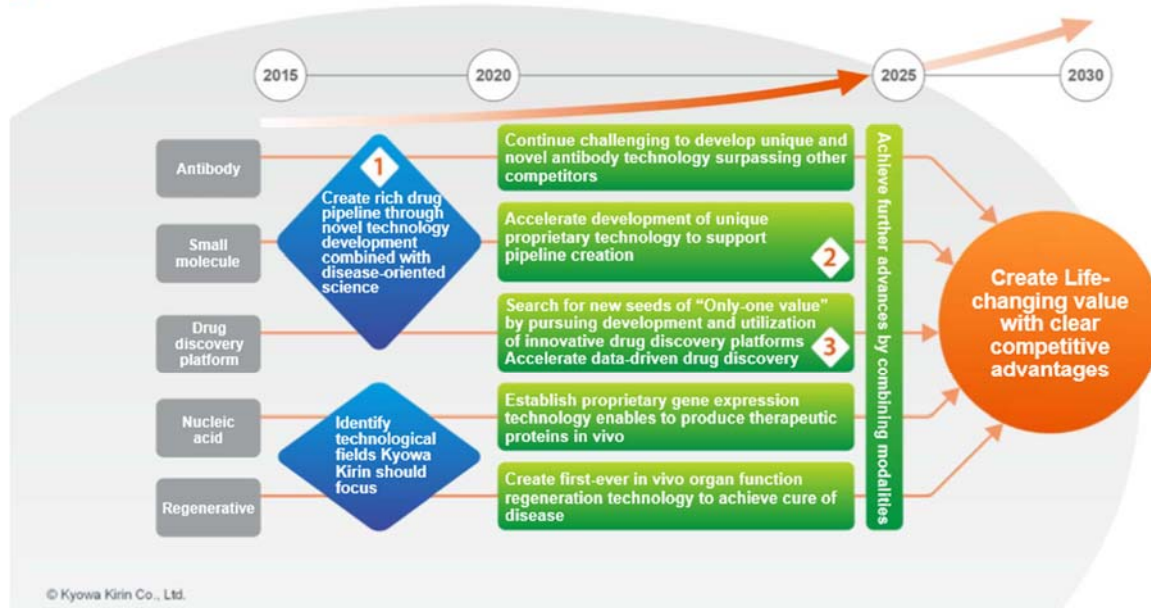 2015
2020
2025
2030
Antibody
Small
molecule
Drug
discovery
platform
Nucleic
acid
Regenerative
1
Create rich drug
pipeline through
novel technology
development
combined with
disease-oriented
science
Identify
technological
fields Kyowa
Kirin should
focus
Continue challenging to develop unique and
novel antibody technology surpassing other
competitors
Accelerate development of unique
proprietary technology to support
pipeline creation
2
Search for new seeds of “Only-one value”
by pursuing development and utilization
of innovative drug discovery platforms
Accelerate data-driven drug discovery
3
Establish proprietary gene expression
technology enables to produce therapeutic
proteins in vivo
Create first-ever in vivo organ function
regeneration technology to achieve cure of
disease
Achieve further advances by combining modalities
Create Life-
changing value
with clear
competitive
advantages
© Kyowa Kirin Co., Ltd.